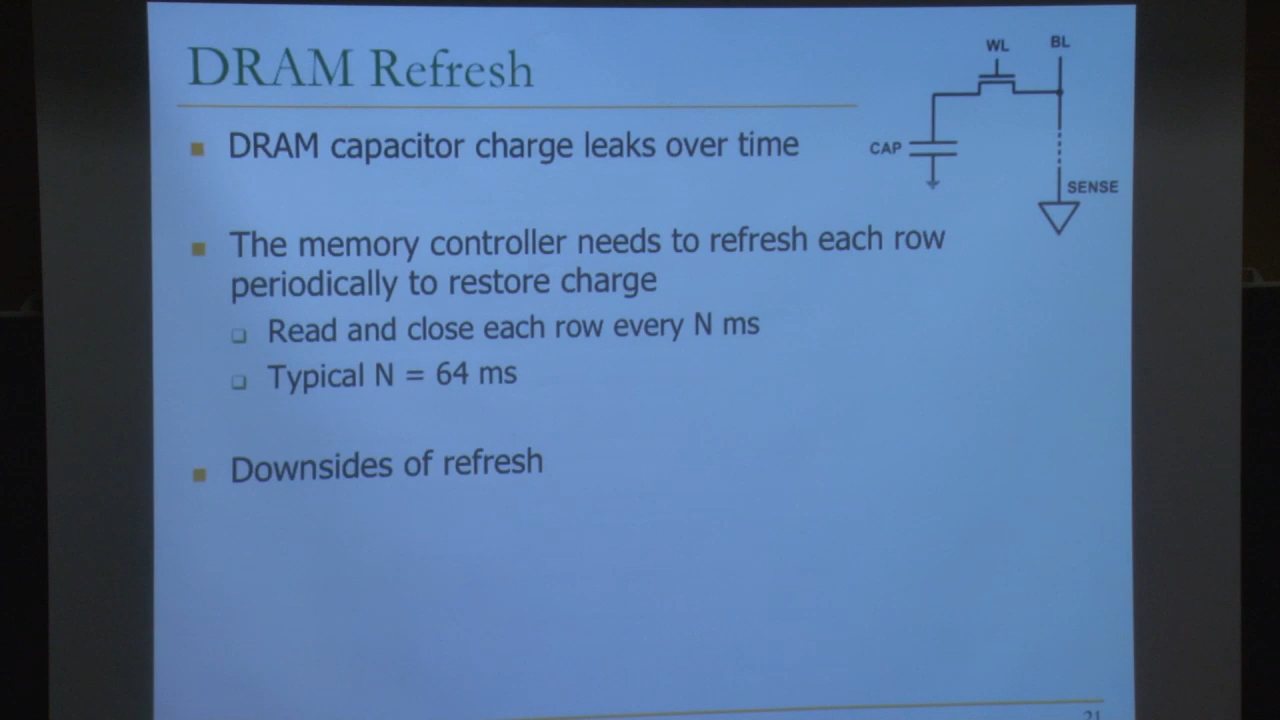 DRAM Refresh
WL
BL
CAP
SENSE
DRAM capacitor charge leaks over time
The memory controller needs to refresh each row
periodically to restore charge
Read and close each row every N ms
Typical N = 64 ms
Downsides of refresh
21